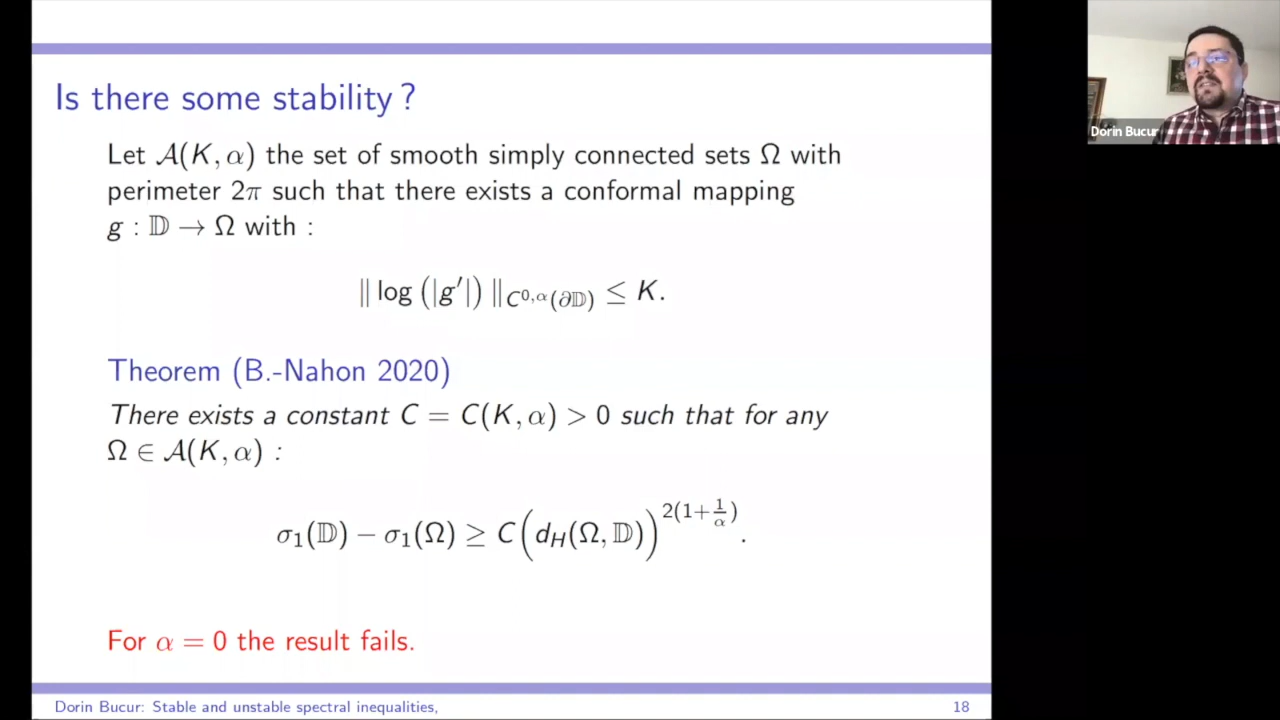 Is there some stability ?
Let 𝒜(K, α) the set of smooth simply connected sets Ω with
perimeter 2π such that there exists a conformal mapping
g : 𝔻 → Ω with :
‖ log (|g′|) ‖_{C^{0,α}(∂𝔻)} ≤ K.
Theorem (B.-Nahon 2020)
There exists a constant C = C(K, α) > 0 such that for any
Ω ∈ 𝒜(K, α) :
σ₁(𝔻) − σ₁(Ω) ≥ C(d_H(Ω, 𝔻))^{2(1+\frac{1}{α})}.
For α = 0 the result fails.
Dorin Bucur: Stable and unstable spectral inequalities,
18
Dorin Bucur